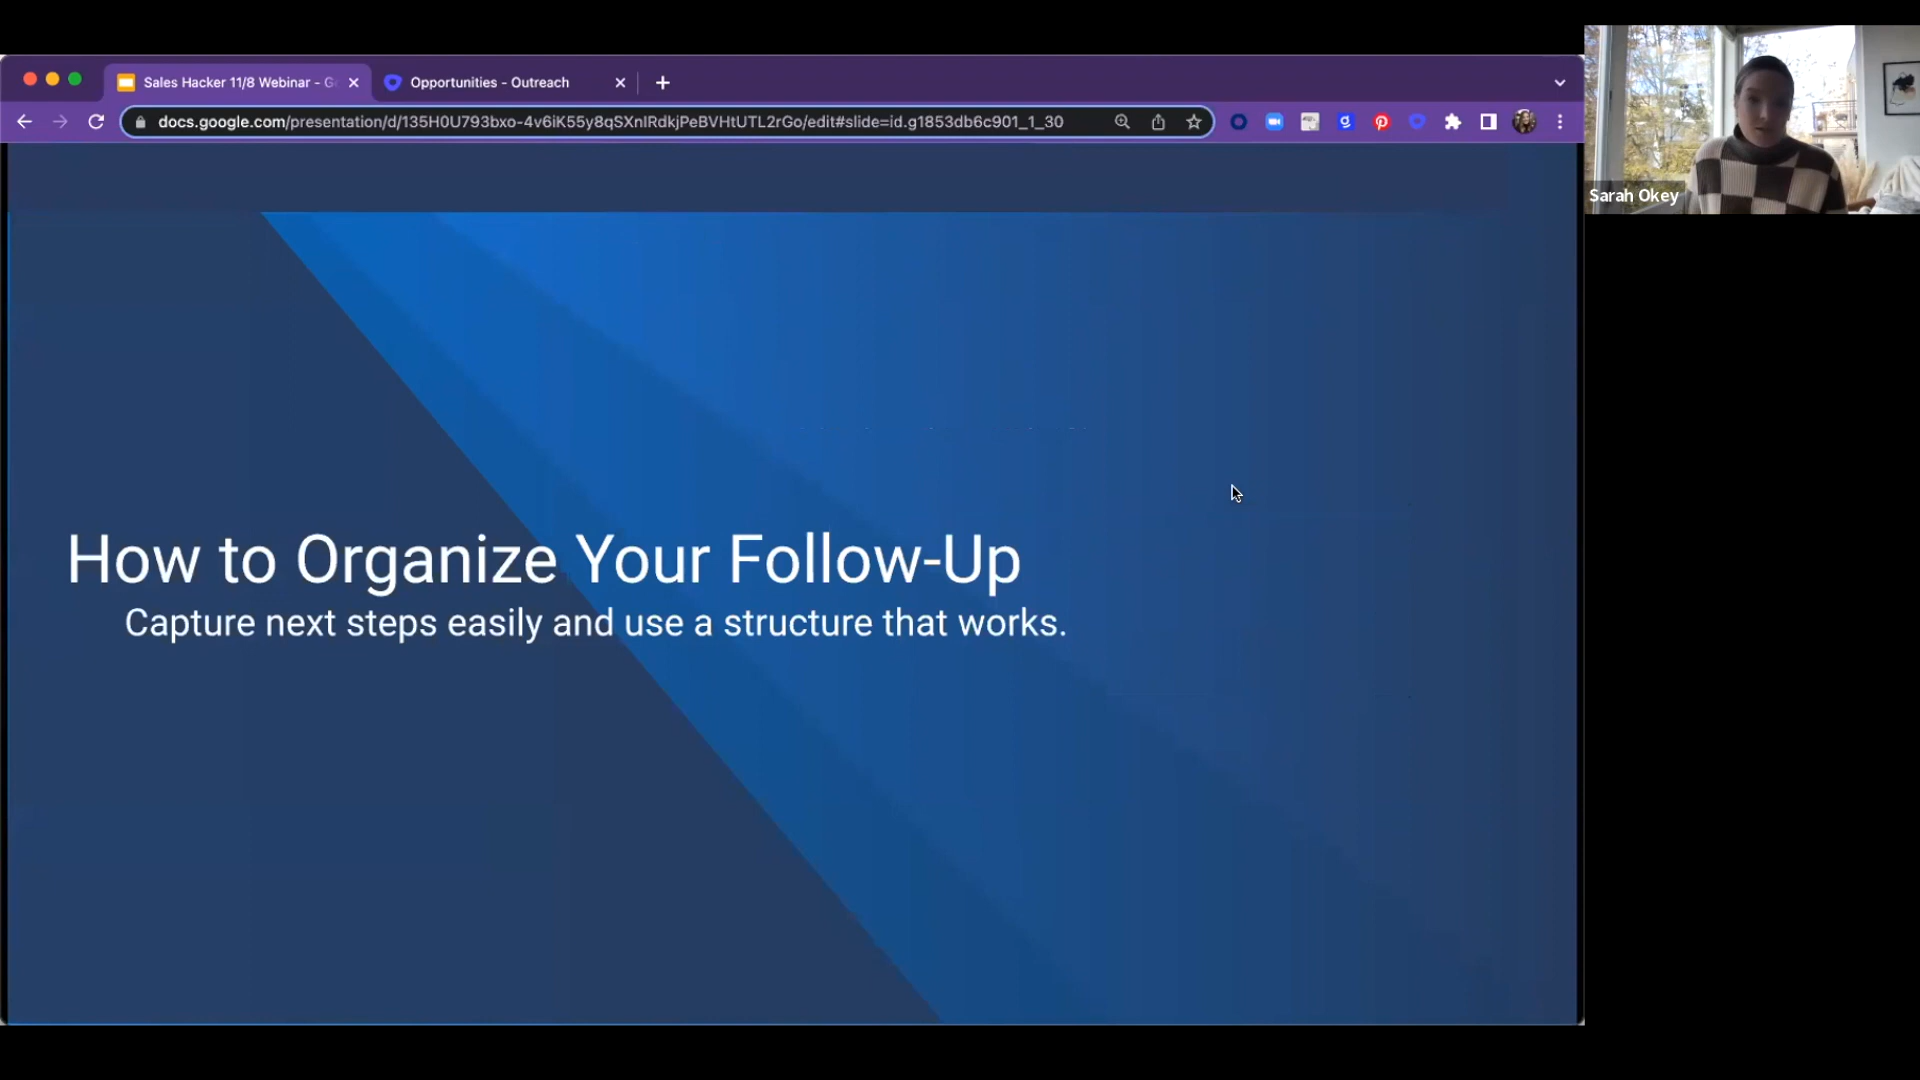 Sales Hacker 11/8 Webinar - G
Opportunities - Outreach
docs.google.com/presentation/d/135H0U793bxo-4v6iK55y8qSXnIRdkjPeBVHtUTL2rGo/edit#slide=id.g1853db6c901_1_30
Sarah Okey
How to Organize Your Follow-Up
Capture next steps easily and use a structure that works.